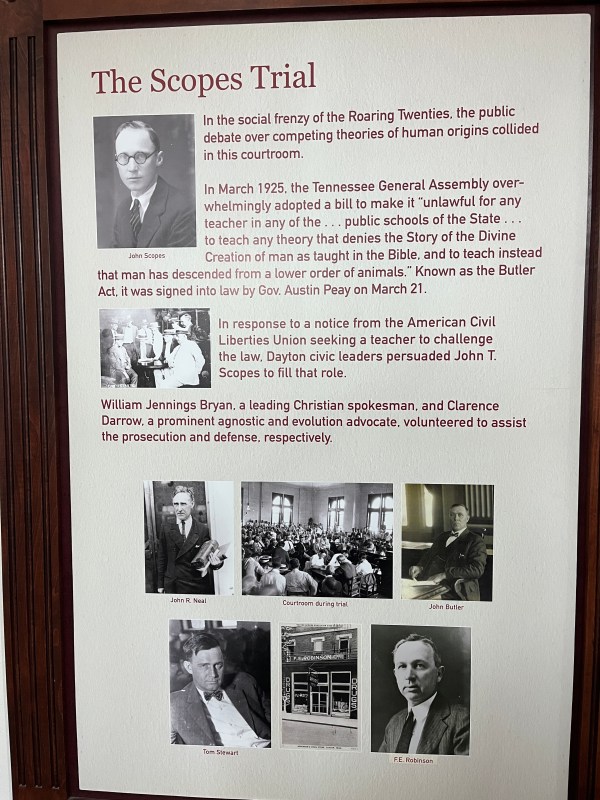 The Scopes Trial
In the social frenzy of the Roaring Twenties, the public
debate over competing theories of human origins collided
in this courtroom.
In March 1925, the Tennessee General Assembly over-
whelmingly adopted a bill to make it “unlawful for any
teacher in any of the . . . public schools of the State . . .
to teach any theory that denies the Story of the Divine
Creation of man as taught in the Bible, and to teach instead
that man has descended from a lower order of animals.” Known as the Butler
Act, it was signed into law by Gov. Austin Peay on March 21.
John Scopes
In response to a notice from the American Civil
Liberties Union seeking a teacher to challenge
the law, Dayton civic leaders persuaded John T.
Scopes to fill that role.
William Jennings Bryan, a leading Christian spokesman, and Clarence
Darrow, a prominent agnostic and evolution advocate, volunteered to assist
the prosecution and defense, respectively.
John R. Neal
Courtroom during trial
John Butler
F. E. ROBINSON
DRUGS
DRUGS
Tom Stewart
F.E. Robinson